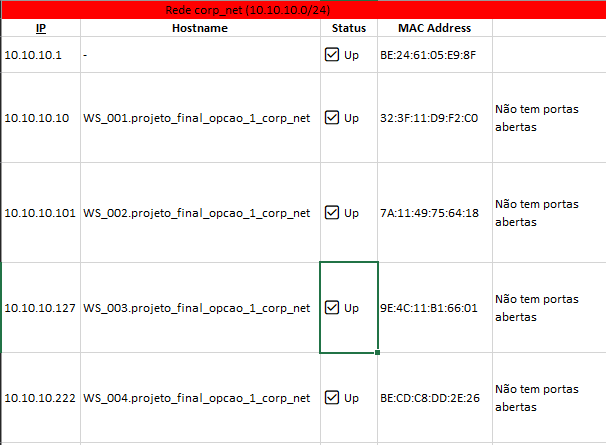 Rede corp_net (10.10.10.0/24)
IP Hostname Status MAC Address
10.10.10.1 - Up BE:24:61:05:E9:8F
10.10.10.10 WS_001.projeto_final_opcao_1_corp_net Up 32:3F:11:D9:F2:C0 Não tem portas
abertas
10.10.10.101 WS_002.projeto_final_opcao_1_corp_net Up 7A:11:49:75:64:18 Não tem portas
abertas
10.10.10.127 WS_003.projeto_final_opcao_1_corp_net Up 9E:4C:11:B1:66:01 Não tem portas
abertas
10.10.10.222 WS_004.projeto_final_opcao_1_corp_net Up BE:CD:C8:DD:2E:26 Não tem portas
abertas